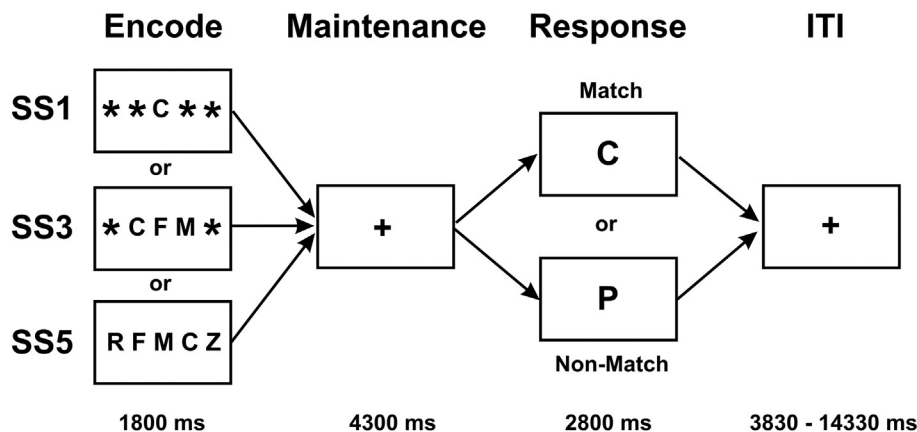 Encode Maintenance Response ITI
Match
SS1 * * C * * C
or
SS3 * C F M * + or +
or
P
SS5 R F M C Z
Non-Match
1800 ms 4300 ms 2800 ms 3830 - 14330 ms